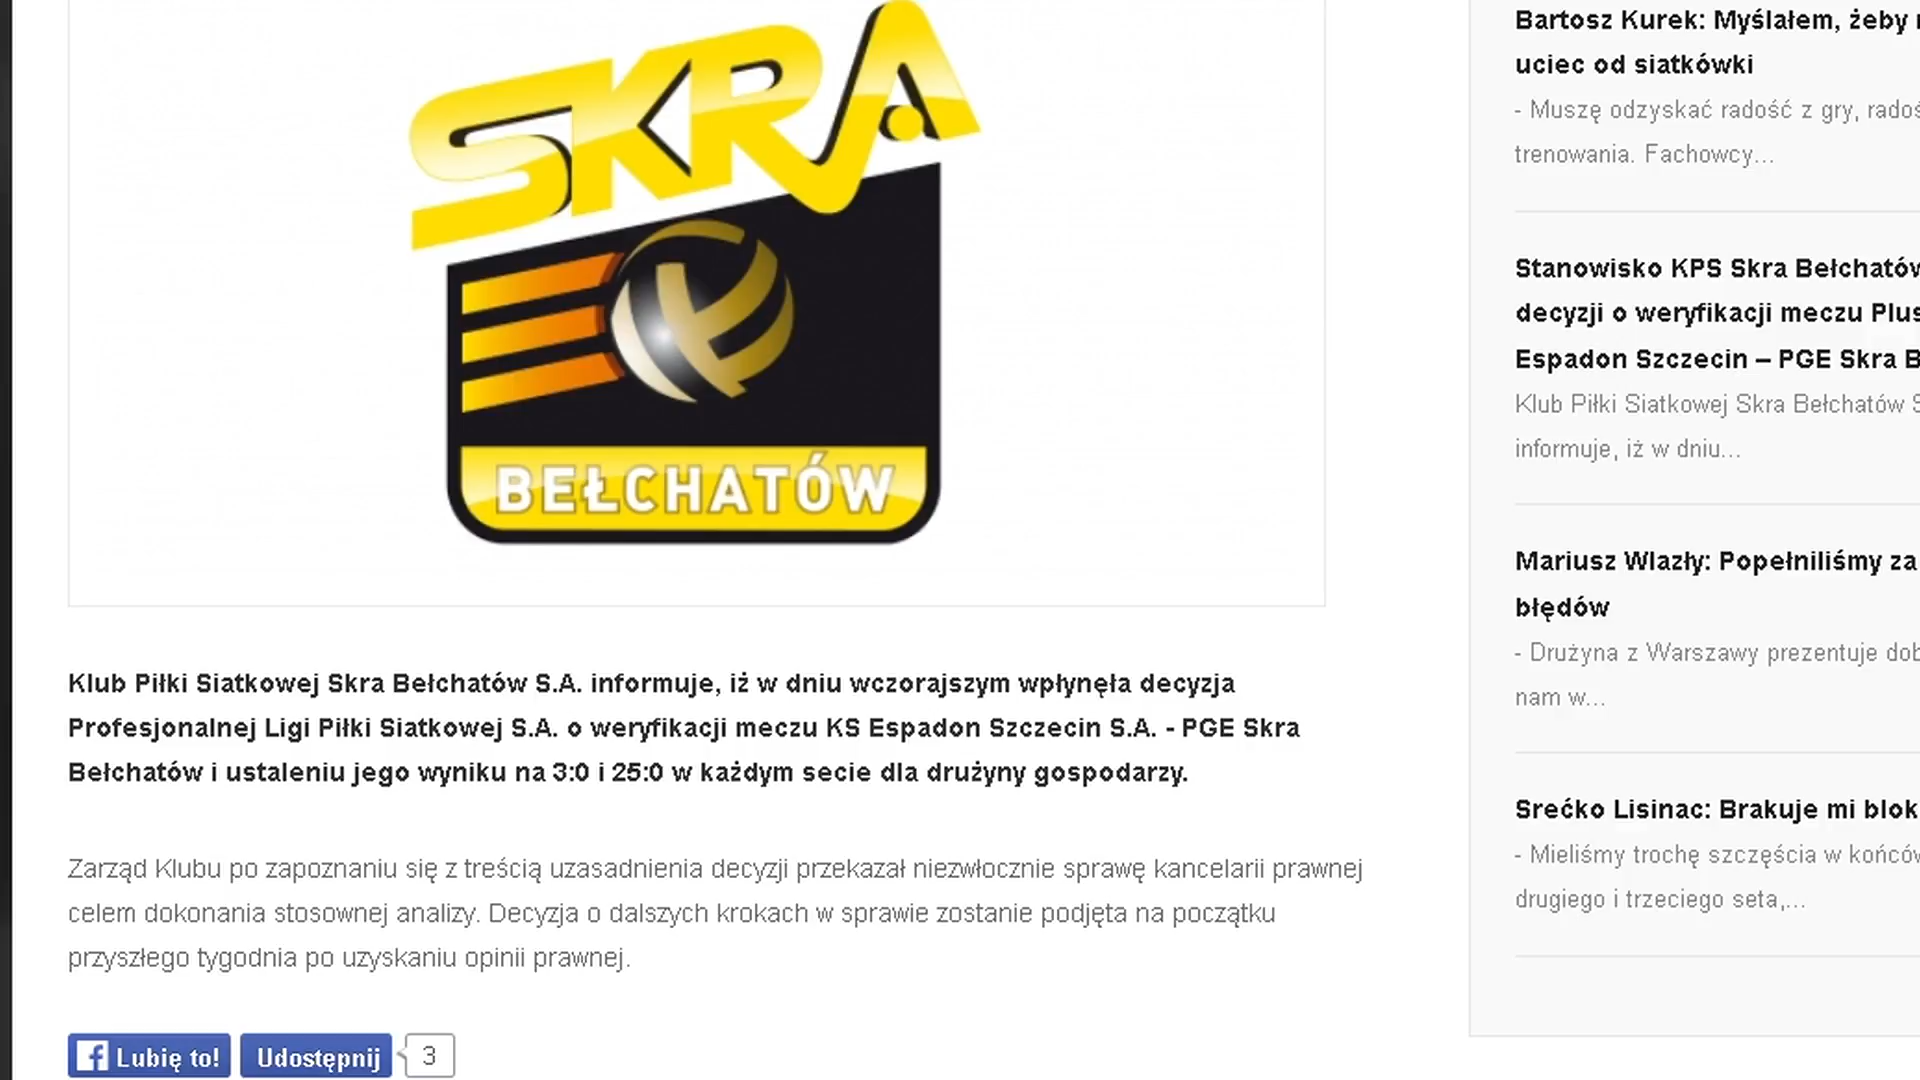 SKRA
BEŁCHATÓW
Klub Piłki Siatkowej Skra Bełchatów S.A. informuje, iż w dniu wczorajszym wpłynęła decyzja
Profesjonalnej Ligi Piłki Siatkowej S.A. o weryfikacji meczu KS Espadon Szczecin S.A. - PGE Skra
Bełchatów i ustaleniu jego wyniku na 3:0 i 25:0 w każdym secie dla drużyny gospodarzy.
Zarząd Klubu po zapoznaniu się z treścią uzasadnienia decyzji przekazał niezwłocznie sprawę kancelarii prawnej
celem dokonania stosownej analizy. Decyzja o dalszych krokach w sprawie zostanie podjęta na początku
przyszłego tygodnia po uzyskaniu opinii prawnej.
Lubię to! Udostępnij 3
Bartosz Kurek: Myślałem, żeby
uciec od siatkówki
- Muszę odzyskać radość z gry,
trenowania. Fachowcy...
Stanowisko KPS Skra
decyzji o weryfikacji meczu
Espadon Szczecin – PGE Skra
Klub Piłki Siatkowej Skra Bełchatów
informuje, iż w dniu...
Mariusz Wlazły: Popełniliśmy za
błędów
- Drużyna z Warszawy prezentuje
nam w...
Srećko Lisinac: Brakuje mi
- Mieliśmy trochę szczęścia w
drugiego i trzeciego seta,...